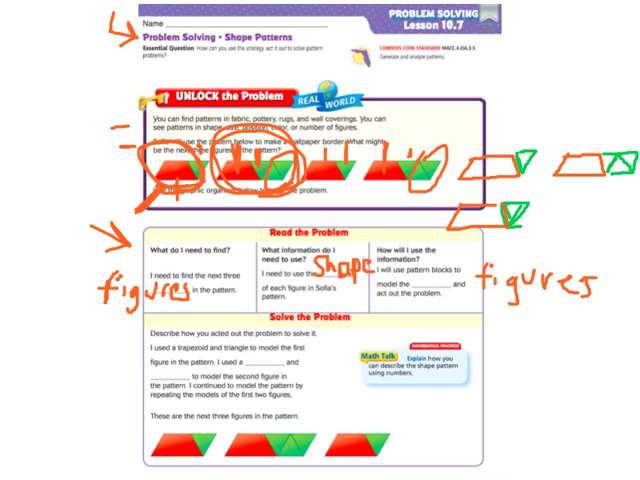 PROBLEM SOLVING
Lesson 10.7
Name
Problem Solving • Shape Patterns
Essential Question How can you use the strategy act it out to solve pattern problems?
COMMON CORE STANDARD MACC.4.OA.3.5
Generate and analyze patterns.
UNLOCK the Problem
REAL WORLD
You can find patterns in fabric, pottery, rugs, and wall coverings. You can
see patterns in shape, size, position, color, or number of figures.
will use the pattern below to make a wallpaper border. What might
be the next three figures in the pattern?
organizer below to the problem.
Read the Problem
What do I need to find?
I need to find the next three
figures in the pattern.
What information do I
need to use?
I need to use the shape
of each figure in Sofia's
pattern.
How will I use the
information?
I will use pattern blocks to
model the figures and
act out the problem.
Solve the Problem
Describe how you acted out the problem to solve it.
I used a trapezoid and triangle to model the first
figure in the pattern. I used a and
to model the second figure in
the pattern. I continued to model the pattern by
repeating the models of the first two figures.
These are the next three figures in the pattern.
MATHEMATICAL PRACTICES
Math Talk Explain how you
can describe the shape pattern
using numbers.